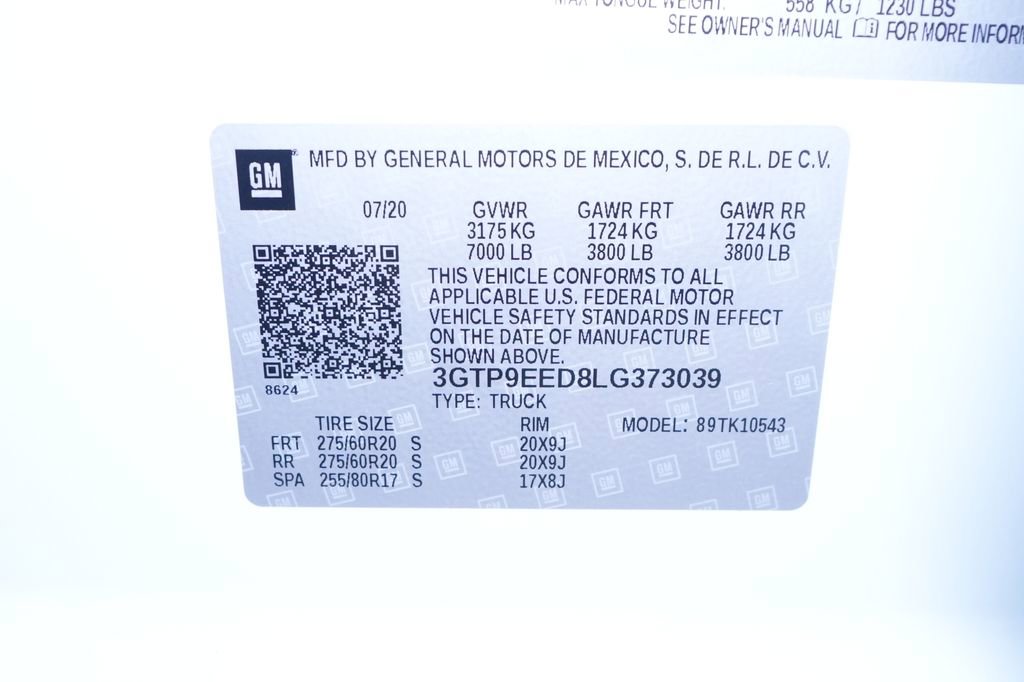 MAX TONGUE WEIGHT: 558 KG / 1230 LBS
SEE OWNER'S MANUAL FOR MORE INFOR
GM ® MFD BY GENERAL MOTORS DE MEXICO, S. DE R.L. DE C.V.
07/20 GVWR GAWR FRT GAWR RR
3175 KG 1724 KG 1724 KG
7000 LB 3800 LB 3800 LB
THIS VEHICLE CONFORMS TO ALL
APPLICABLE U.S. FEDERAL MOTOR
VEHICLE SAFETY STANDARDS IN EFFECT
ON THE DATE OF MANUFACTURE
SHOWN ABOVE.
3GTP9EED8LG373039
8624
TYPE: TRUCK
TIRE SIZE RIM MODEL: 89TK10543
FRT 275/60R20 S 20X9J
RR 275/60R20 S 20X9J
SPA 255/80R17 S 17X8J